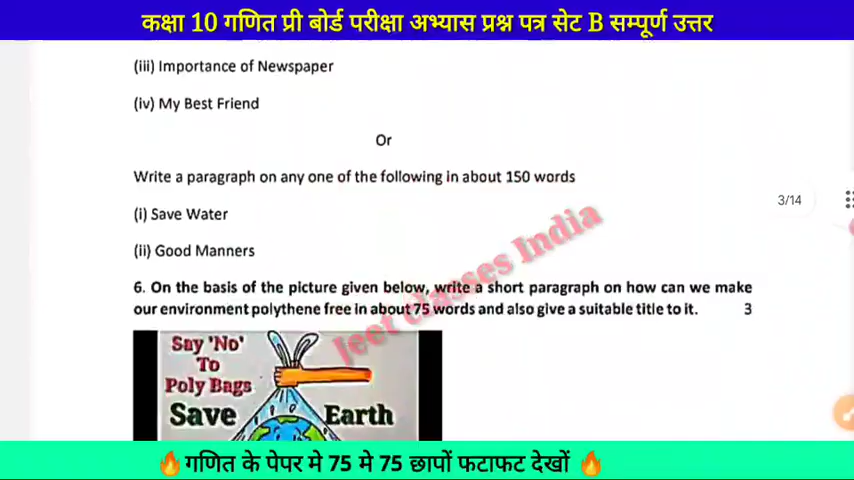 कक्षा 10 गणित प्री बोर्ड परीक्षा अभ्यास प्रश्न पत्र सेट B सम्पूर्ण उत्तर
(iii) Importance of Newspaper
(iv) My Best Friend
Or
Write a paragraph on any one of the following in about 150 words
3/14
(i) Save Water
(ii) Good Manners
Jeet classes India
6. On the basis of the picture given below, write a short paragraph on how can we make
our environment polythene free in about 75 words and also give a suitable title to it. 3
Say 'No'
To
Poly Bags
Save Earth
🔥गणित के पेपर मे 75 मे 75 छापों फटाफट देखों 🔥